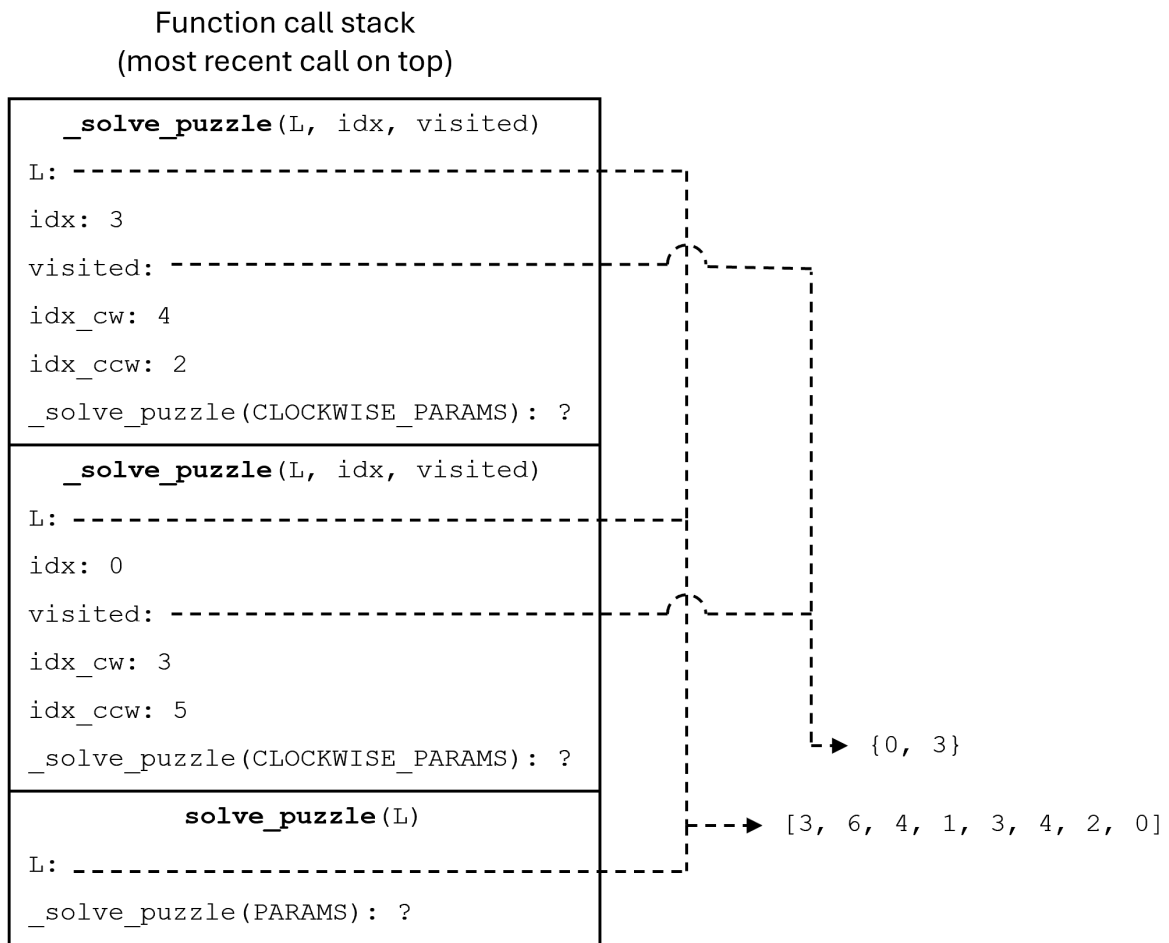 Function call stack
(most recent call on top)
_solve_puzzle(L, idx, visited)
L:
idx: 3
visited:
idx_cw: 4
idx_ccw: 2
_solve_puzzle(CLOCKWISE_PARAMS): ?
_solve_puzzle(L, idx, visited)
L:
idx: 0
visited:
idx_cw: 3
idx_ccw: 5
_solve_puzzle(CLOCKWISE_PARAMS): ?
{0, 3}
solve_puzzle(L)
[3, 6, 4, 1, 3, 4, 2, 0]
L:
_solve_puzzle(PARAMS): ?